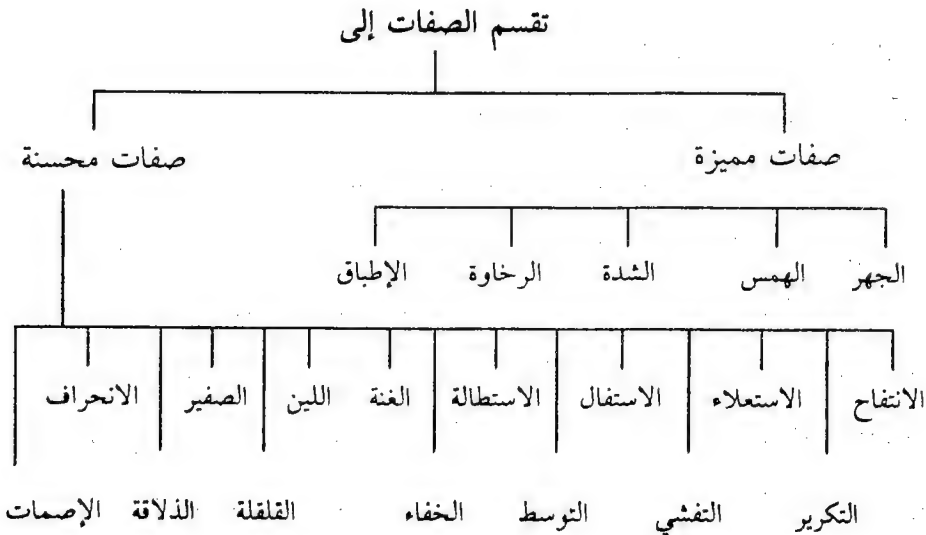 تقسم الصفات إلى
صفات مميزة صفات محسنة
الجهر الهمس الشدة الرخاوة الإطباق
الانتفاح الاستعلاء الاستفال الاستطالة الغنة اللين الصفير الانحراف
التكرير التفشي التوسط الخفاء القلقلة الذلاقة الإصمات